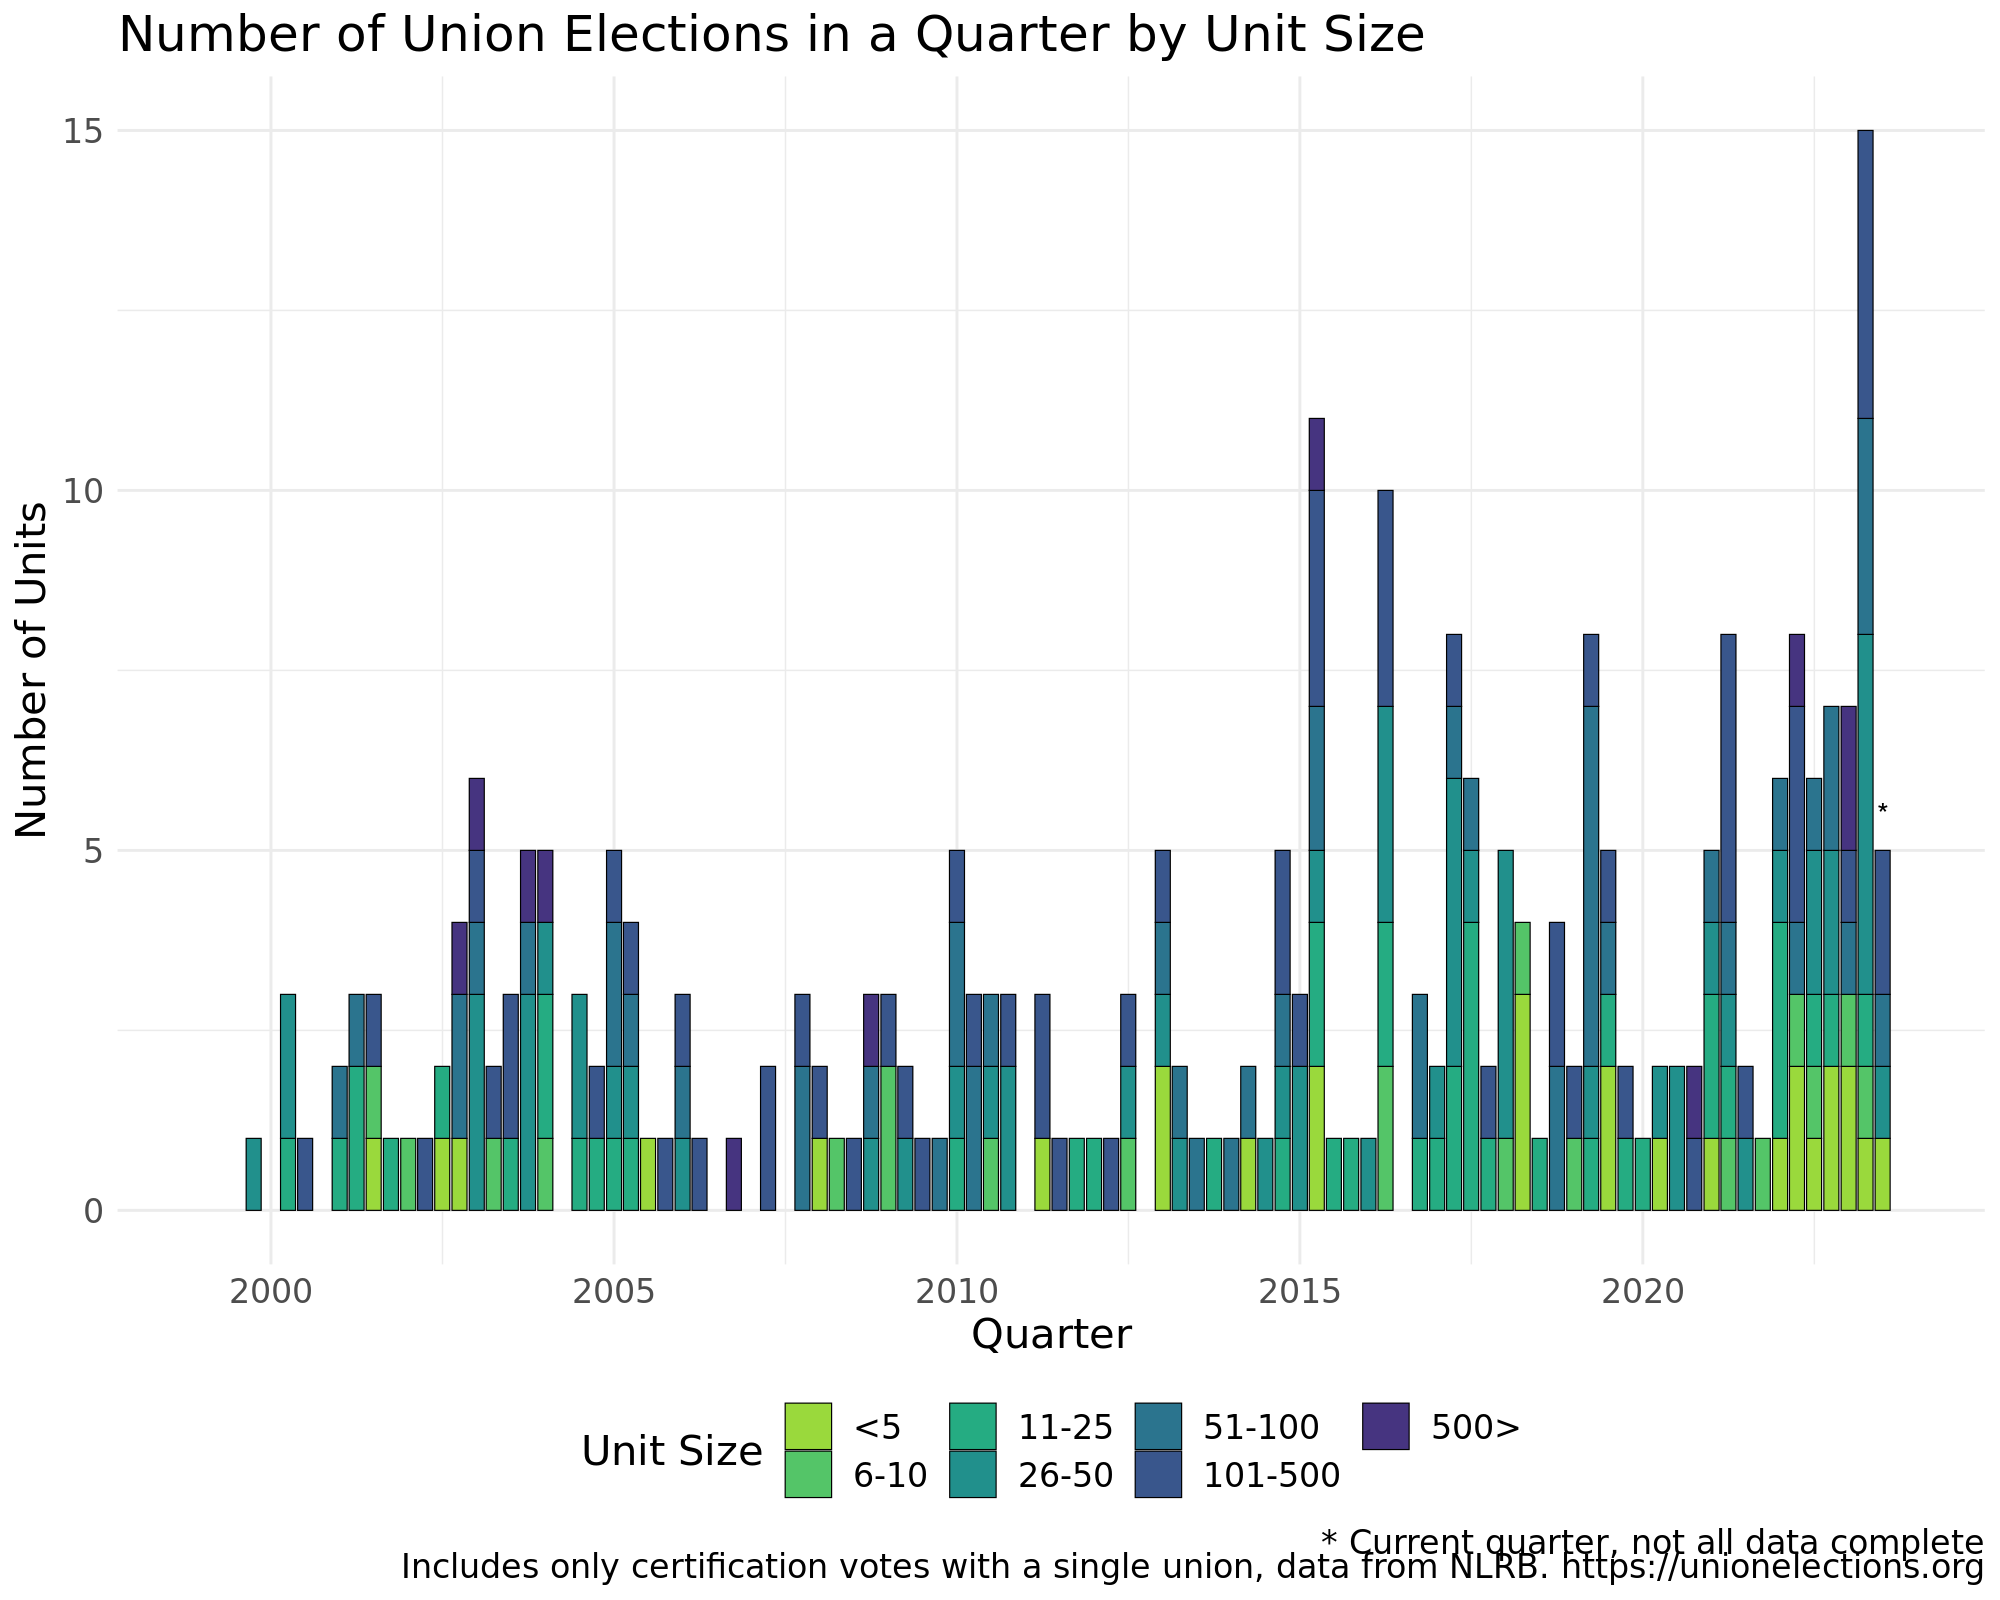 Number of Union Elections in a Quarter by Unit Size
Number of Units
15
10
5
0
*
2000 2005 2010 2015 2020
Quarter
Unit Size
<5 11-25 51-100 500>
6-10 26-50 101-500
* Current quarter, not all data complete
Includes only certification votes with a single union, data from NLRB. https://unionelections.org